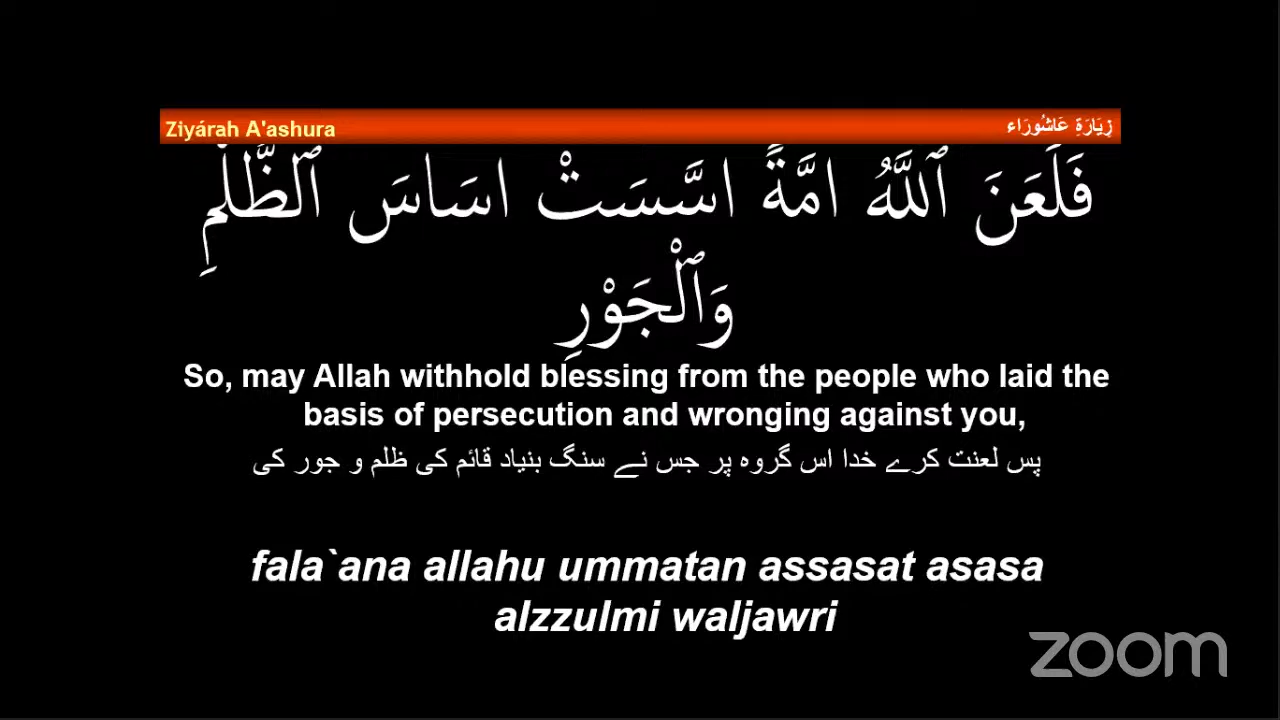 Ziyárah A'ashura
زِيَارَةِ عَاشُورَاء
فَلَعَنَ ٱللَّهُ امَّةً اسَّسَتْ اسَاسَ ٱلظُّلْمِ
وَٱلْجَوْرِ
So, may Allah withhold blessing from the people who laid the
basis of persecution and wronging against you,
پس لعنت کرے خدا اس گروہ پر جس نے سنگ بنیاد قائم کی ظلم و جور کی
fala`ana allahu ummatan assasat asasa
alzzulmi waljawri
zoom